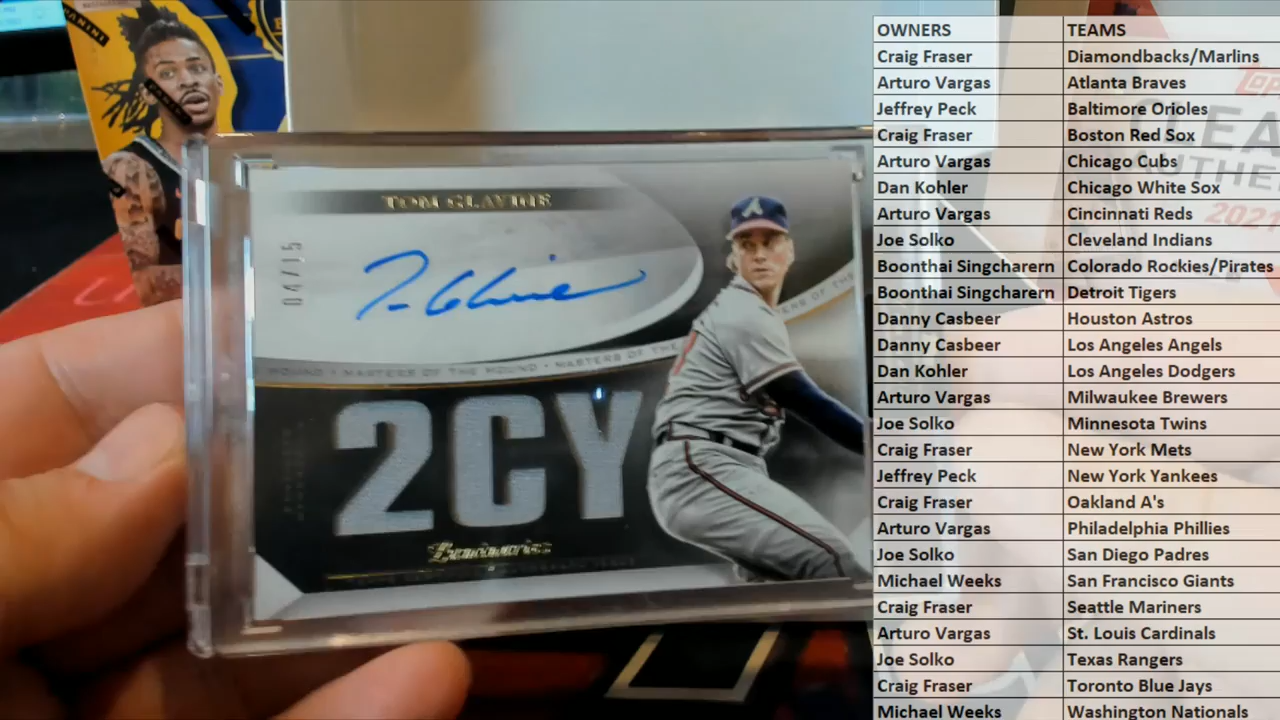 PANINI
TOM GLAVINE
04/15
MOUND • MASTERS OF THE MOUND • MASTERS OF THE
2CY
OWNERS TEAMS
Craig Fraser Diamondbacks/Marlins
Arturo Vargas Atlanta Braves
Jeffrey Peck Baltimore Orioles
Craig Fraser Boston Red Sox
Arturo Vargas Chicago Cubs
Dan Kohler Chicago White Sox
Arturo Vargas Cincinnati Reds
Joe Solko Cleveland Indians
Boonthai Singcharern Colorado Rockies/Pirates
Boonthai Singcharern Detroit Tigers
Danny Casbeer Houston Astros
Danny Casbeer Los Angeles Angels
Dan Kohler Los Angeles Dodgers
Arturo Vargas Milwaukee Brewers
Joe Solko Minnesota Twins
Craig Fraser New York Mets
Jeffrey Peck New York Yankees
Craig Fraser Oakland A's
Arturo Vargas Philadelphia Phillies
Joe Solko San Diego Padres
Michael Weeks San Francisco Giants
Craig Fraser Seattle Mariners
Arturo Vargas St. Louis Cardinals
Joe Solko Texas Rangers
Craig Fraser Toronto Blue Jays
Michael Weeks Washington Nationals
2021